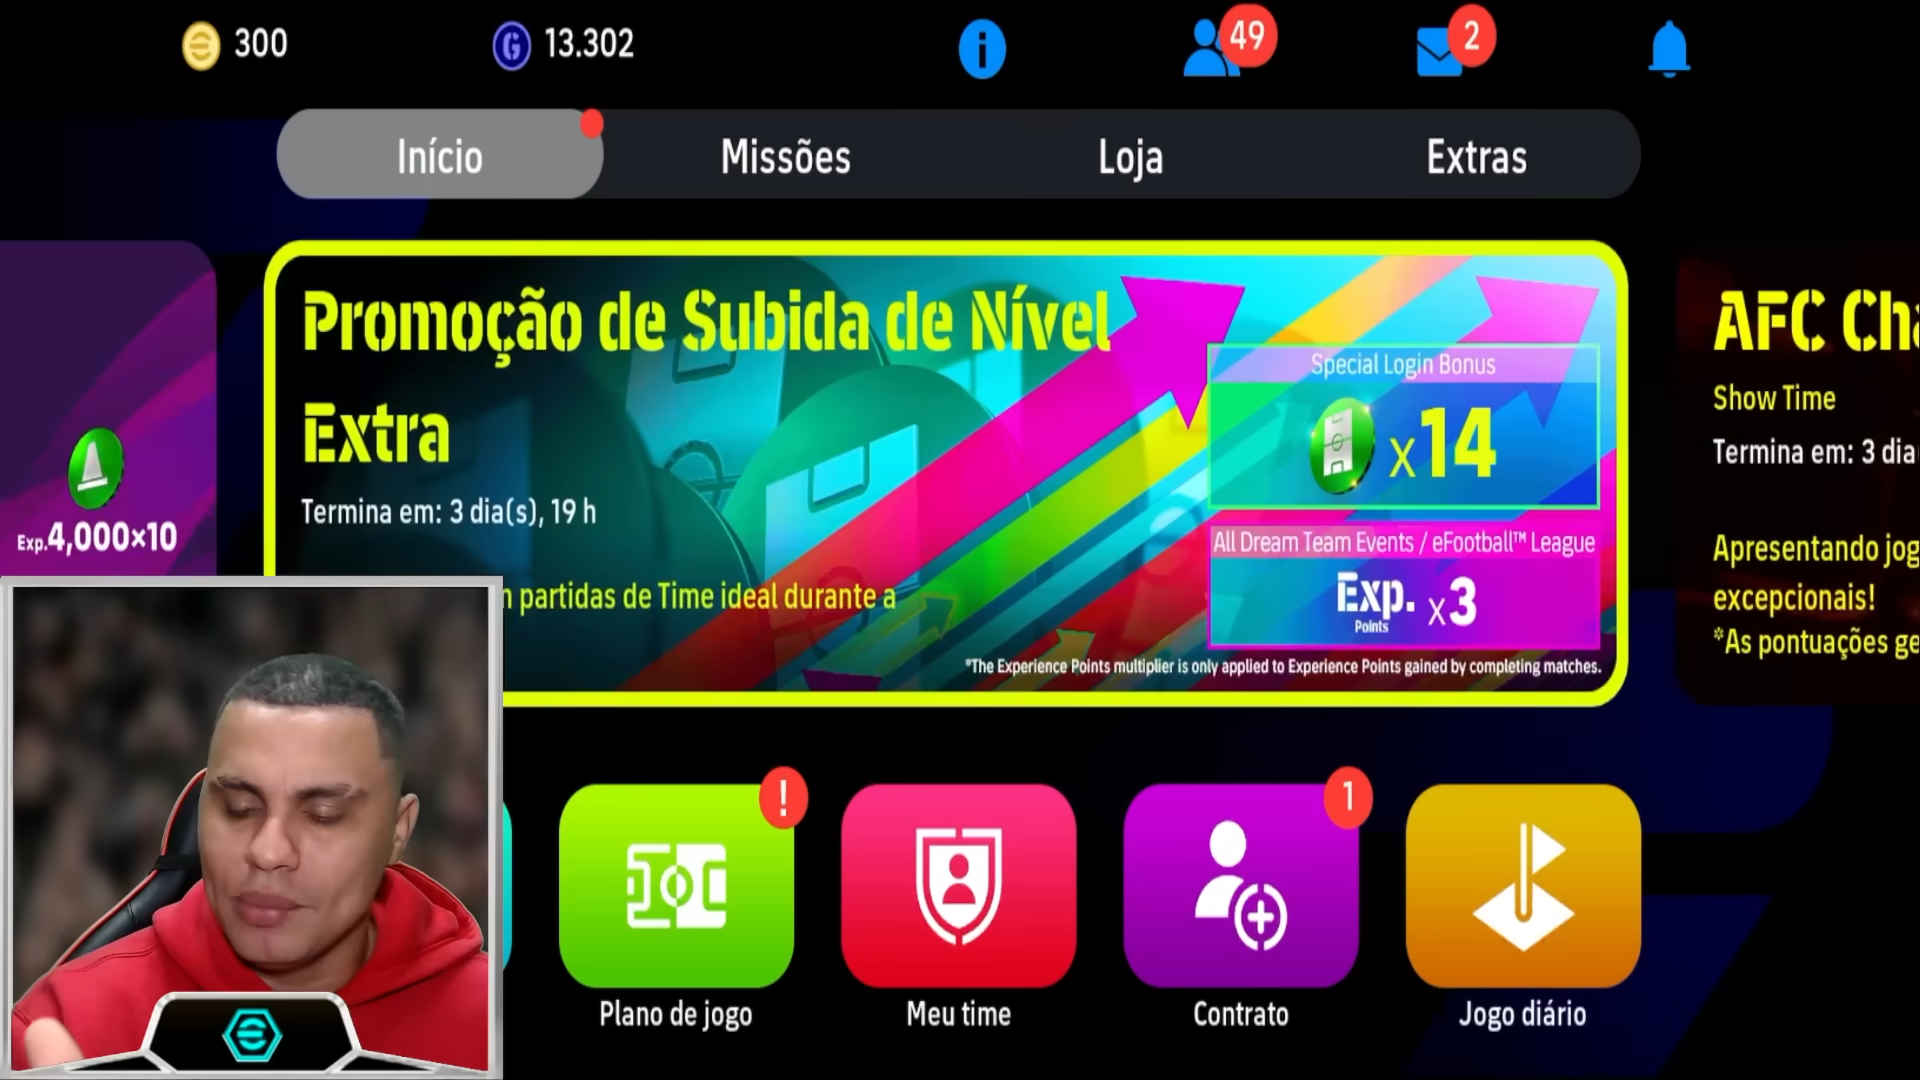 300
13.302
49
2
Início
Missões
Loja
Extras
Exp.4,000×10
Promoção de Subida de Nível
Extra
Termina em: 3 dia(s), 19 h
partidas de Time ideal durante a
Special Login Bonus
x14
All Dream Team Events / eFootball™ League
Exp. x3
Points
*The Experience Points multiplier is only applied to Experience Points gained by completing matches.
AFC Cha
Show Time
Termina em: 3 dia
Apresentando jog
excepcionais!
*As pontuações ge
!
1
Plano de jogo
Meu time
Contrato
Jogo diário